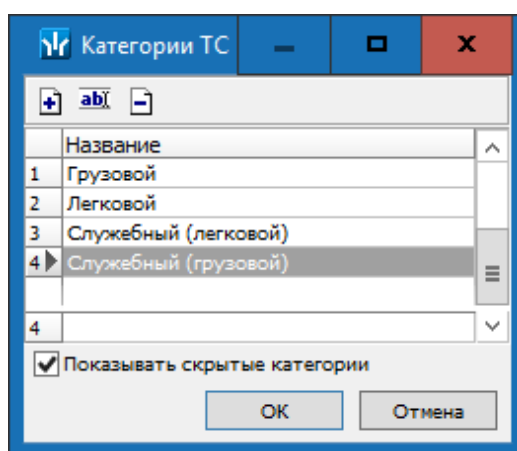 Категории ТС
abI
Название
1 Грузовой
2 Легковой
3 Служебный (легковой)
4 Служебный (грузовой)
4
Показывать скрытые категории
ОК Отмена